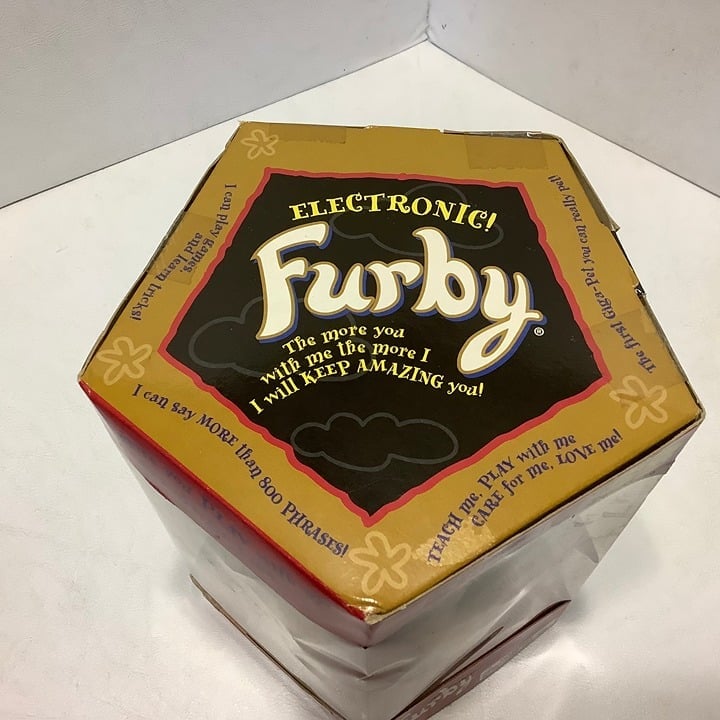 ELECTRONIC!
Furby®
The more you
with me the more I
I will KEEP AMAZING you!
I can play games,
and learn tricks!
The first Giga-Pet you can really pet!
I can say MORE than 800 PHRASES!
TEACH me, PLAY with me
CARE for me, LOVE me!